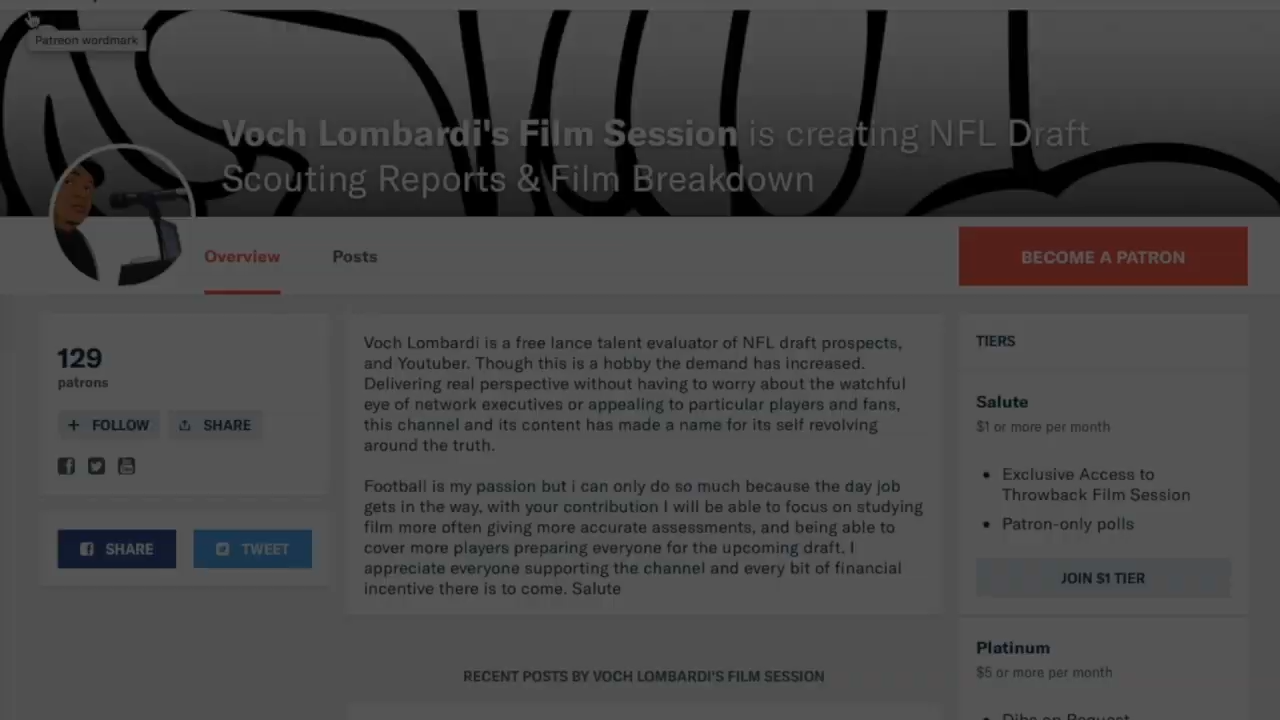 Patreon wordmark
Voch Lombardi's Film Session is creating NFL Draft
Scouting Reports & Film Breakdown
Overview
Posts
BECOME A PATRON
129
patrons
+ FOLLOW
SHARE
SHARE
TWEET
Voch Lombardi is a free lance talent evaluator of NFL draft prospects,
and Youtuber. Though this is a hobby the demand has increased.
Delivering real perspective without having to worry about the watchful
eye of network executives or appealing to particular players and fans,
this channel and its content has made a name for its self revolving
around the truth.
Football is my passion but i can only do so much because the day job
gets in the way, with your contribution I will be able to focus on studying
film more often giving more accurate assessments, and being able to
cover more players preparing everyone for the upcoming draft. I
appreciate everyone supporting the channel and every bit of financial
incentive there is to come. Salute
RECENT POSTS BY VOCH LOMBARDI'S FILM SESSION
TIERS
Salute
$1 or more per month
• Exclusive Access to
Throwback Film Session
• Patron-only polls
JOIN $1 TIER
Platinum
$5 or more per month
• Dibs on Request